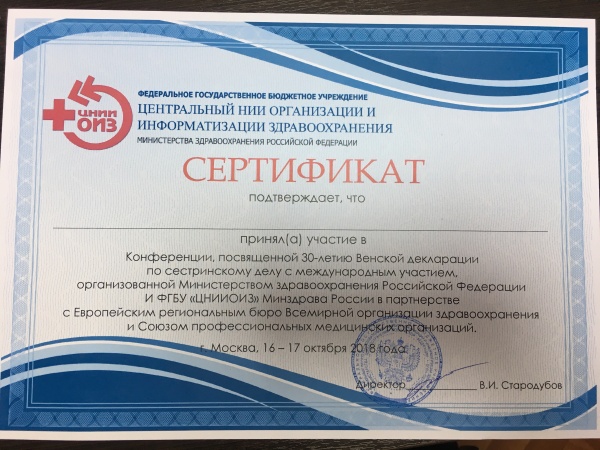 ЦНИИ
ОИЗ
ФЕДЕРАЛЬНОЕ ГОСУДАРСТВЕННОЕ БЮДЖЕТНОЕ УЧРЕЖДЕНИЕ
ЦЕНТРАЛЬНЫЙ НИИ ОРГАНИЗАЦИИ И
ИНФОРМАТИЗАЦИИ ЗДРАВООХРАНЕНИЯ
МИНИСТЕРСТВА ЗДРАВООХРАНЕНИЯ РОССИЙСКОЙ ФЕДЕРАЦИИ
СЕРТИФИКАТ
подтверждает, что
принял(а) участие в
Конференции, посвященной 30-летию Венской декларации
по сестринскому делу с международным участием,
организованной Министерством здравоохранения Российской Федерации
И ФГБУ «ЦНИИОИЗ» Минздрава России в партнерстве
с Европейским региональным бюро Всемирной организации здравоохранения
и Союзом профессиональных медицинских организаций.
г. Москва, 16 – 17 октября 2018 года
Директор В.И. Стародубов